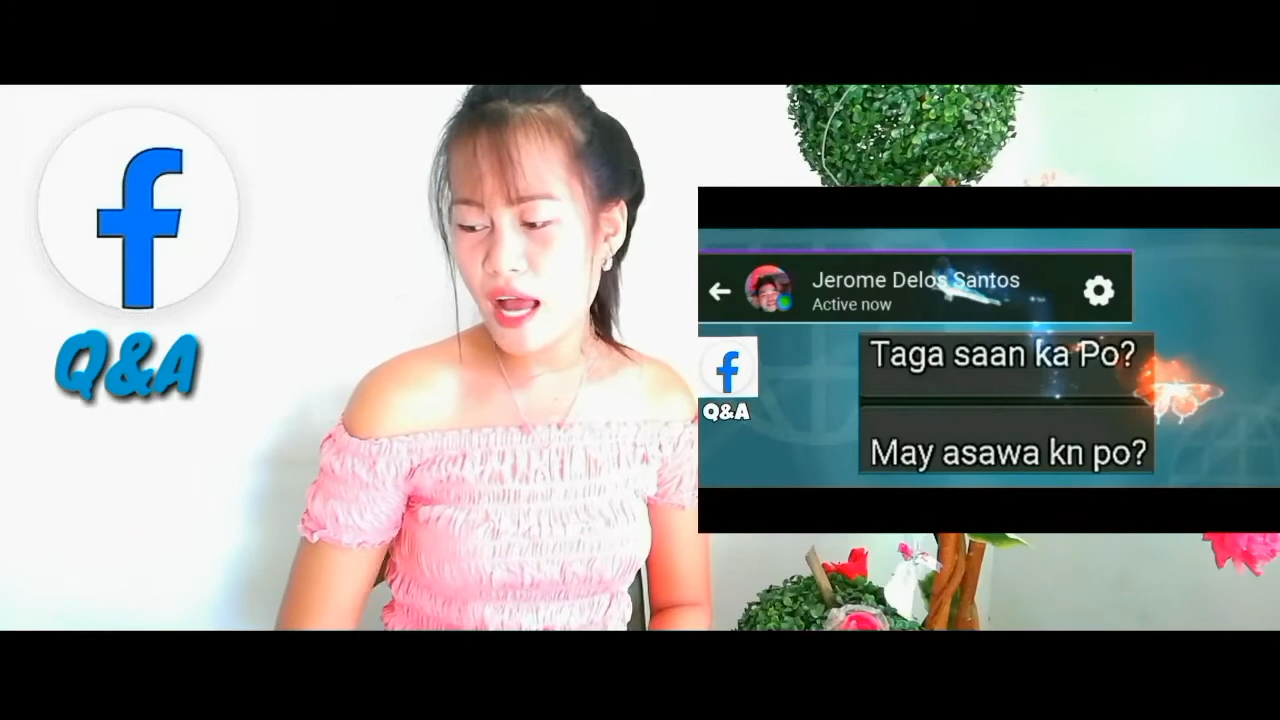 f
Q&A
Jerome Delos Santos
Active now
Taga saan ka Po?
May asawa kn po?
f
Q&A